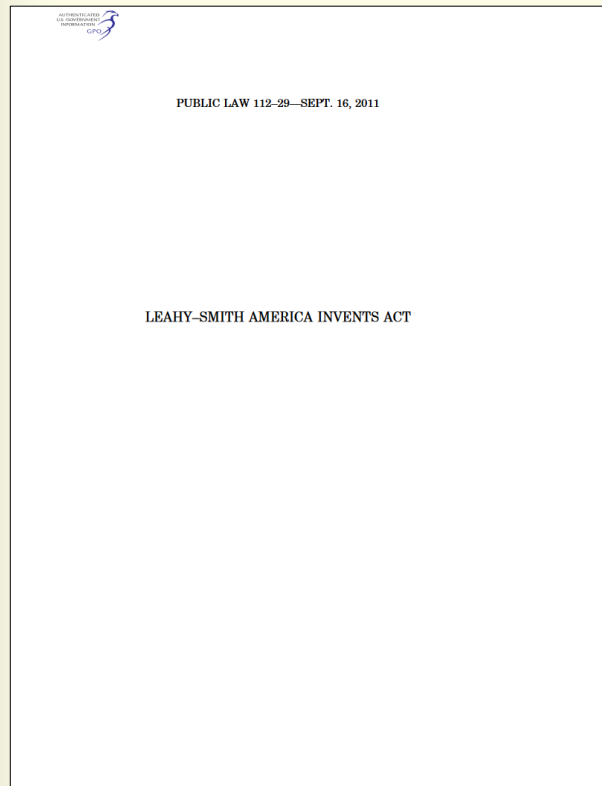 AUTHENTICATED
U.S. GOVERNMENT
INFORMATION
GPO
PUBLIC LAW 112–29—SEPT. 16, 2011
LEAHY–SMITH AMERICA INVENTS ACT